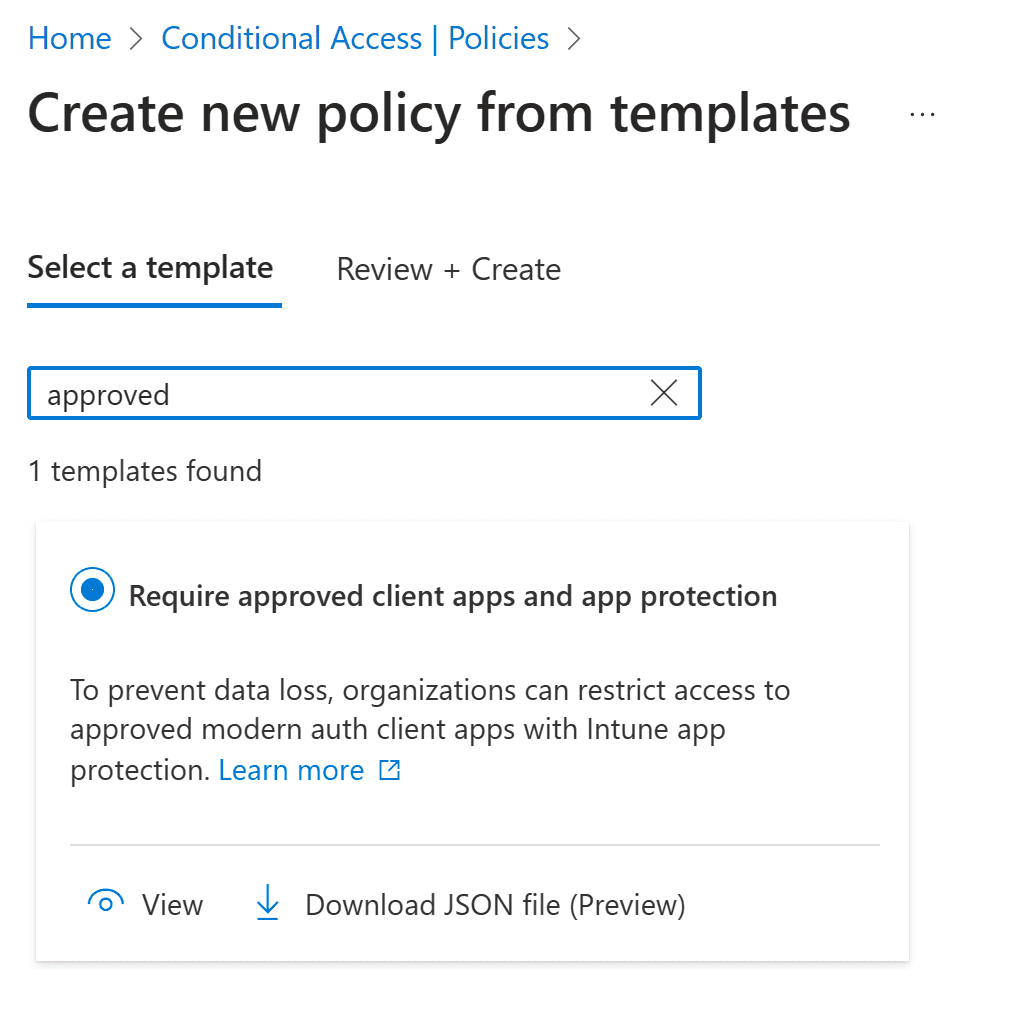 Home > Conditional Access | Policies >
Create new policy from templates ...
Select a template Review + Create
approved
1 templates found
Require approved client apps and app protection
To prevent data loss, organizations can restrict access to
approved modern auth client apps with Intune app
protection. Learn more
View Download JSON file (Preview)